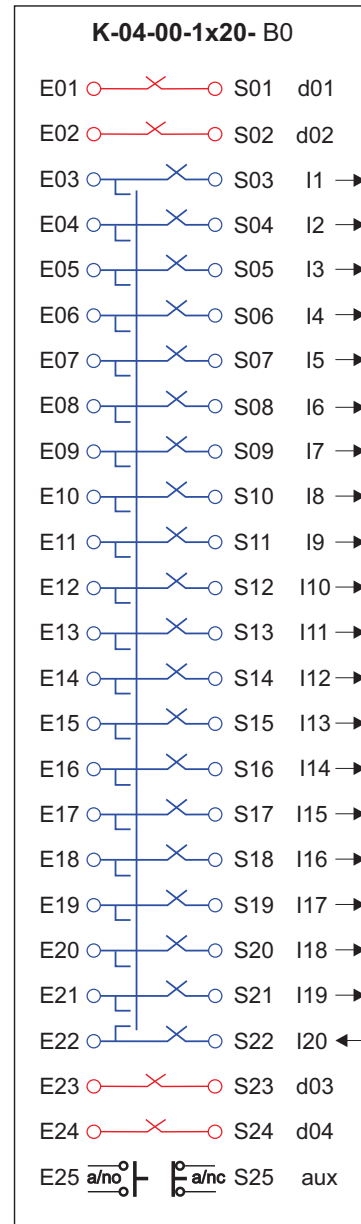 K-04-00-1x20- B0
E01 S01 d01
E02 S02 d02
E03 S03 I1
E04 S04 I2
E05 S05 I3
E06 S06 I4
E07 S07 I5
E08 S08 I6
E09 S09 I7
E10 S10 I8
E11 S11 I9
E12 S12 I10
E13 S13 I11
E14 S14 I12
E15 S15 I13
E16 S16 I14
E17 S17 I15
E18 S18 I16
E19 S19 I17
E20 S20 I18
E21 S21 I19
E22 S22 I20
E23 S23 d03
E24 S24 d04
E25 a/no a/nc S25 aux